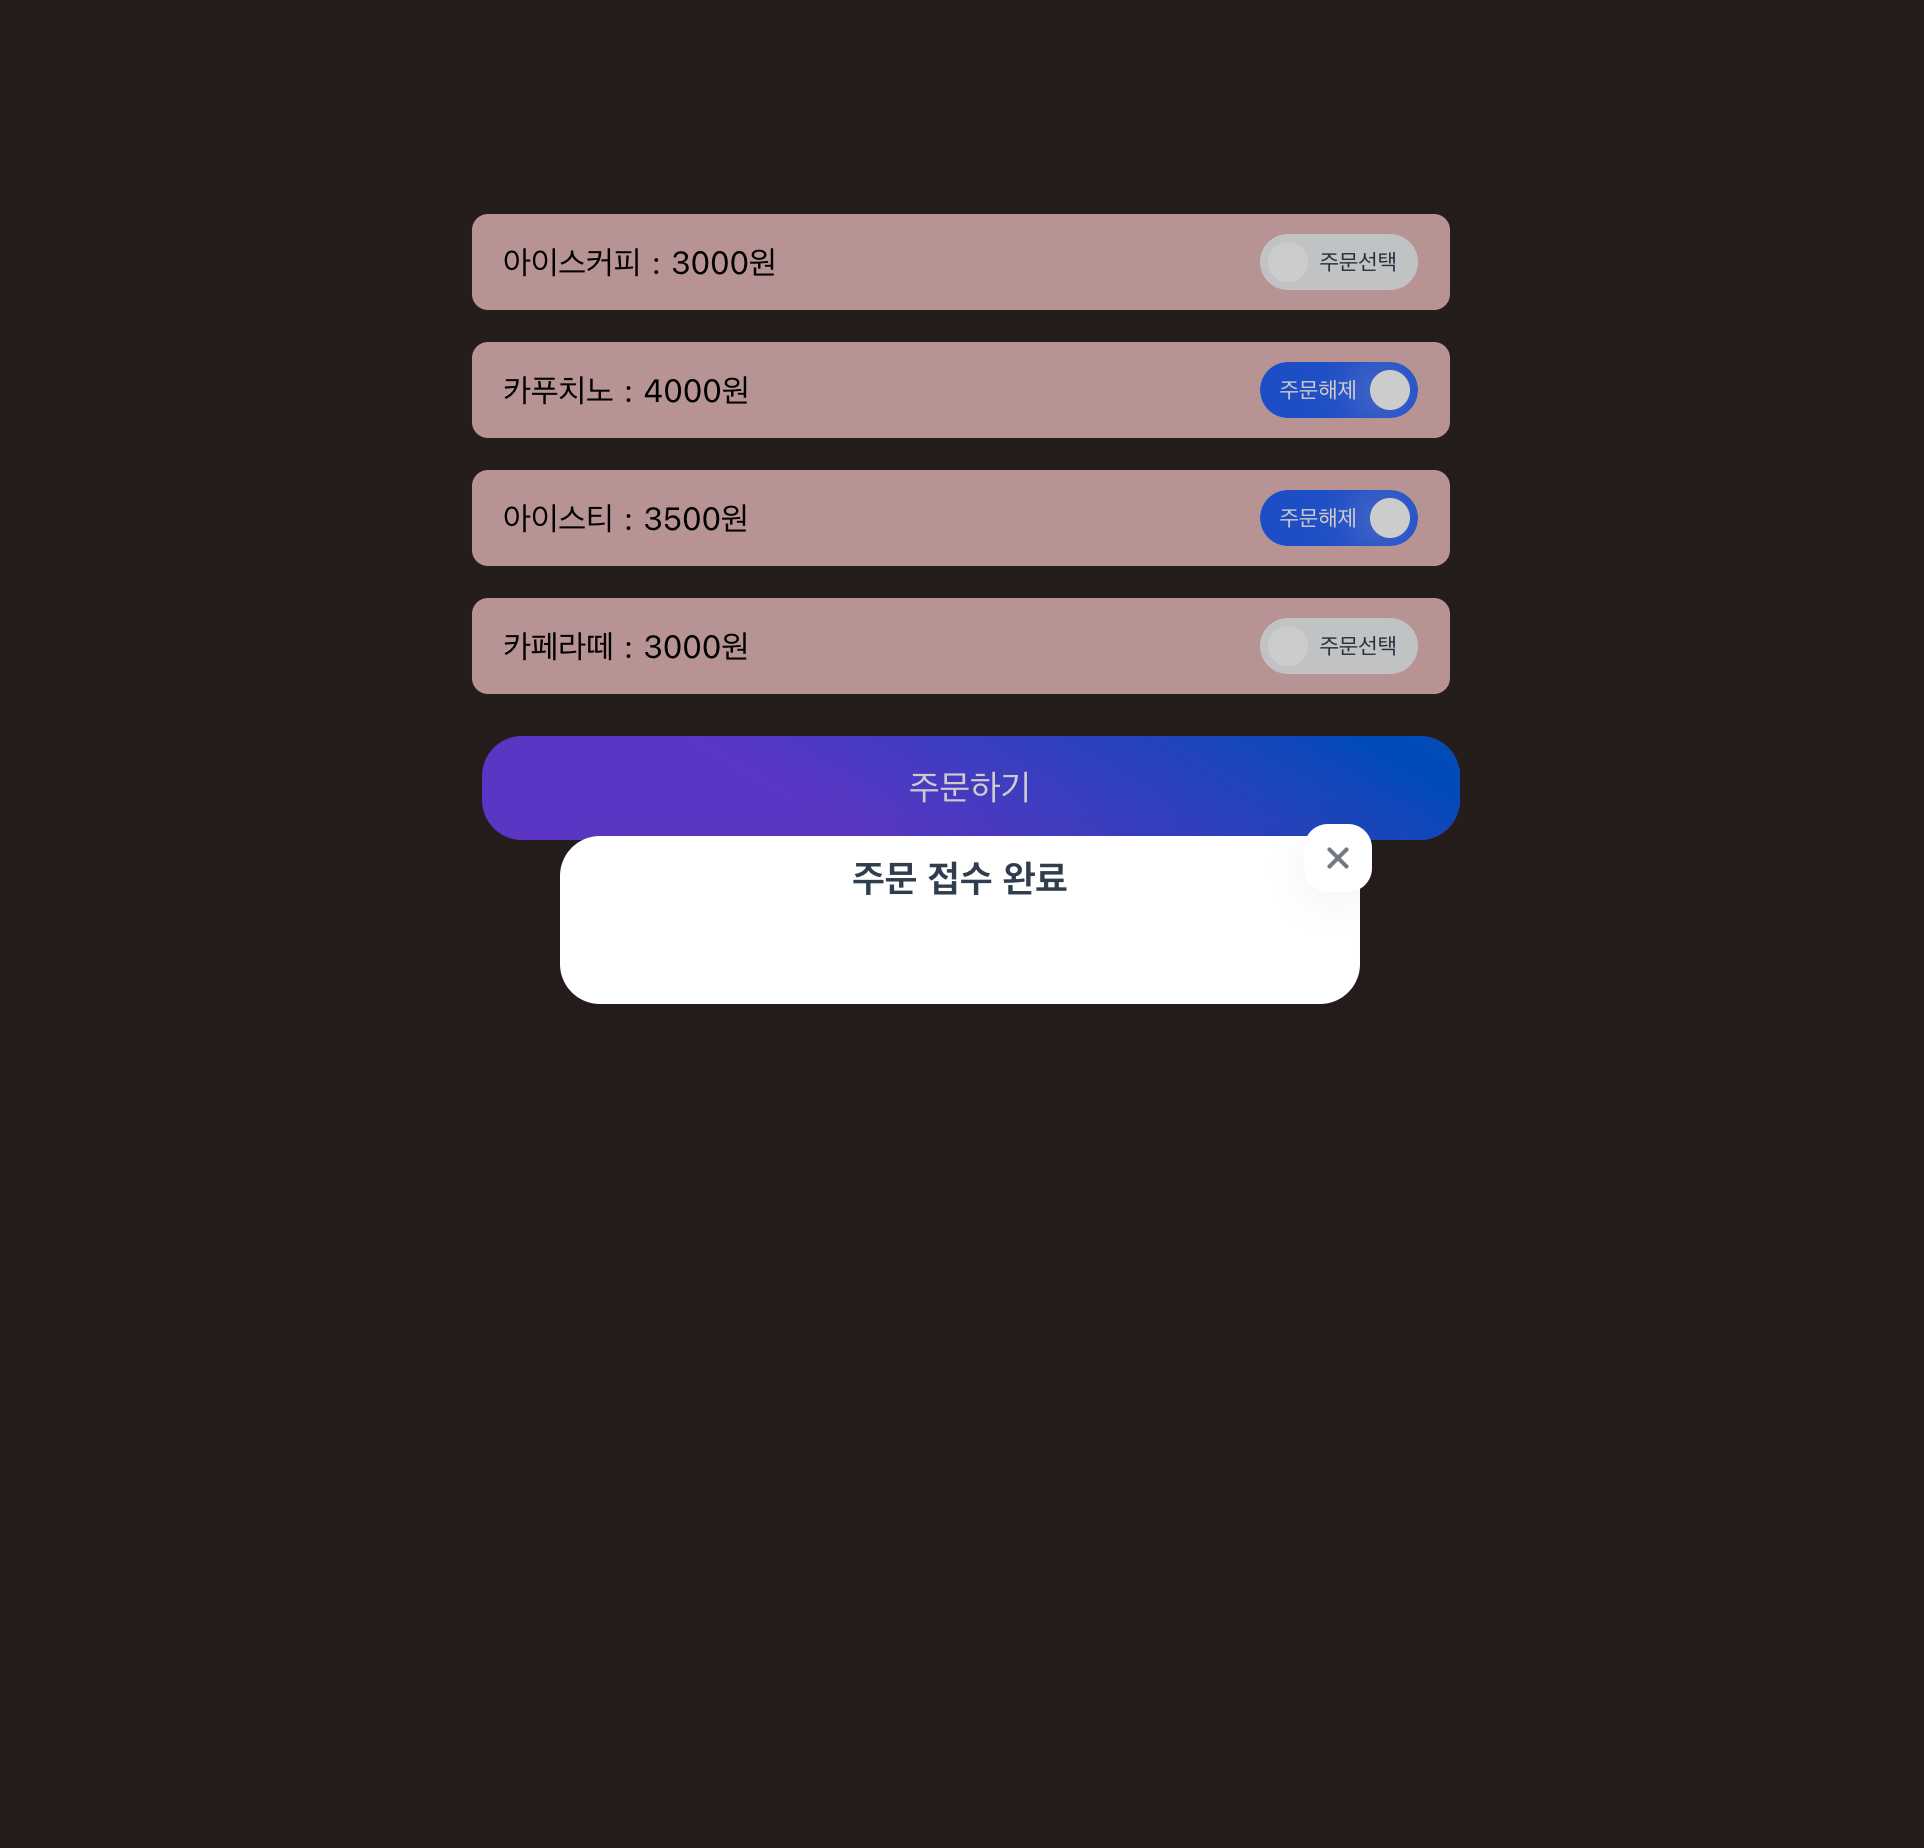 아이스커피 : 3000원 주문선택
카푸치노 : 4000원 주문해제
아이스티 : 3500원 주문해제
카페라떼 : 3000원 주문선택
주문하기
주문 접수 완료